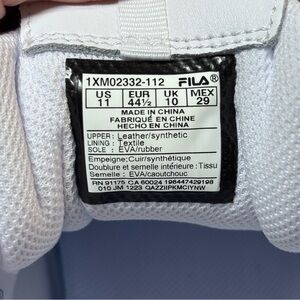 1XM02332-112 FILA
US EUR UK MEX
11 44½ 10 29
MADE IN CHINA
FABRIQUÉ EN CHINE
HECHO EN CHINA
UPPER: Leather/synthetic
LINING : Textile
SOLE : EVA/rubber
Empeigne:Cuir/synthétique
Doublure et semelle intérieure : Tissu
Semelle : EVA/caoutchouc
RN 91175 CA 60024 196447429198
010 JM 1223 QAZZIIPKMCIYNW